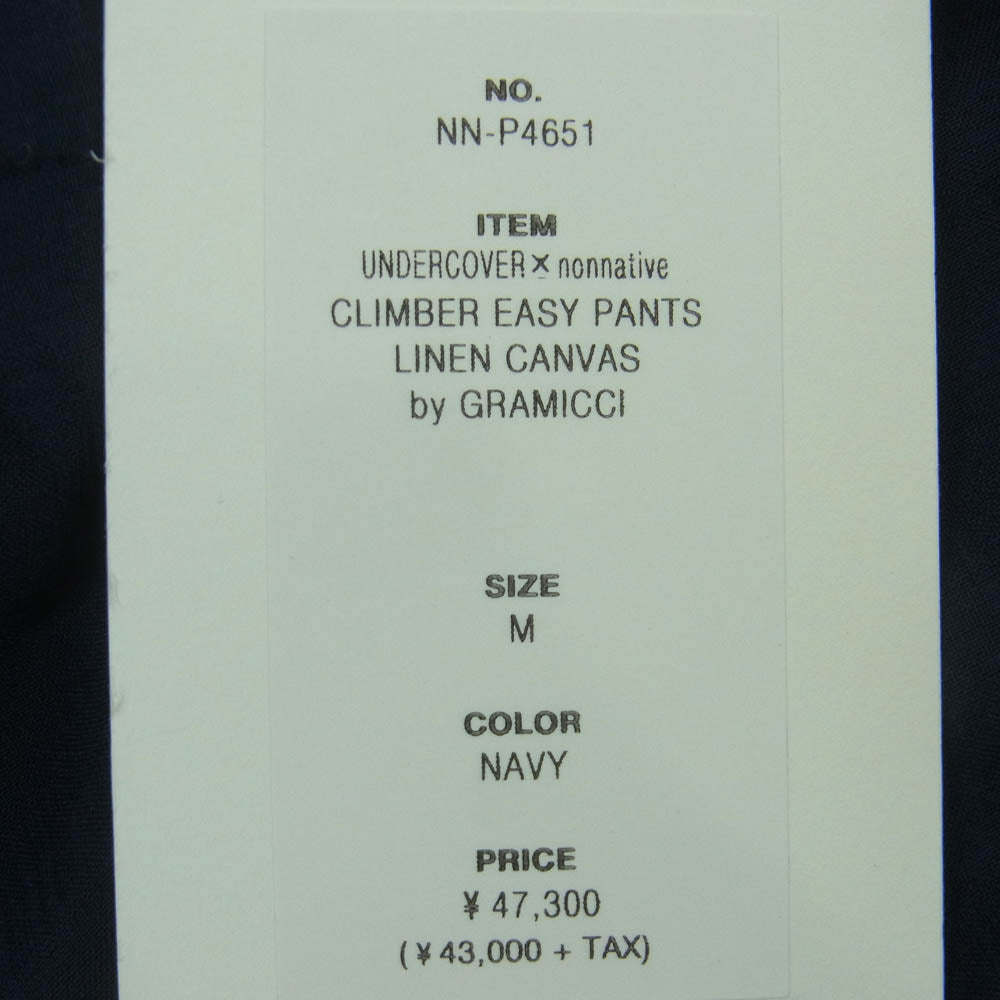 NO.
NN-P4651
ITEM
UNDERCOVER × nonnative
CLIMBER EASY PANTS
LINEN CANVAS
by GRAMICCI
SIZE
M
COLOR
NAVY
PRICE
¥ 47,300
(¥43,000 + TAX)